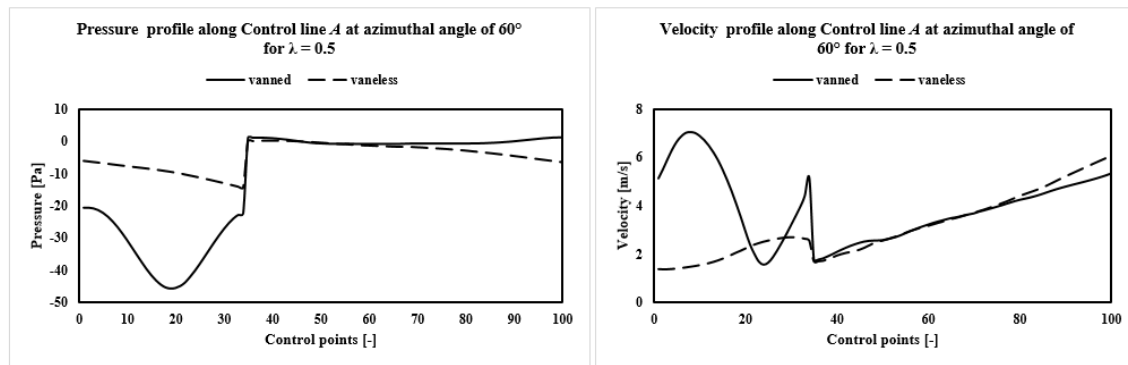 Pressure profile along Control line A at azimuthal angle of 60°
for λ = 0.5
vanned vaneless
10
0
-10
-20
-30
-40
-50
Pressure [Pa]
0 10 20 30 40 50 60 70 80 90 100
Control points [-]
Velocity profile along Control line A at azimuthal angle of
60° for λ = 0.5
vanned vaneless
8
6
4
2
0
Velocity [m/s]
0 20 40 60 80 100
Control points [-]